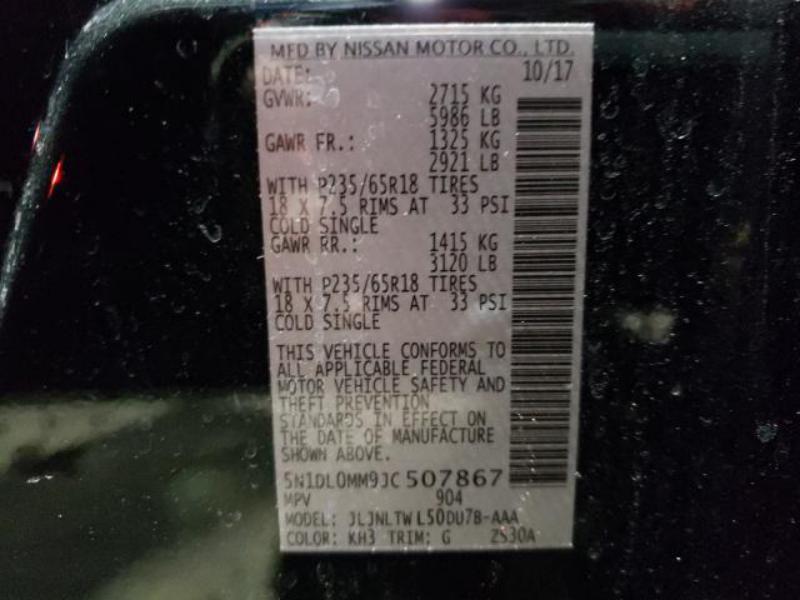 MFD BY NISSAN MOTOR CO., LTD.
DATE: 10/17
GVWR: 2715 KG
5986 LB
GAWR FR.: 1325 KG
2921 LB
WITH P235/65R18 TIRES
18 X 7.5 RIMS AT 33 PSI
COLD SINGLE
GAWR RR.: 1415 KG
3120 LB
WITH P235/65R18 TIRES
18 X 7.5 RIMS AT 33 PSI
COLD SINGLE
THIS VEHICLE CONFORMS TO
ALL APPLICABLE FEDERAL
MOTOR VEHICLE SAFETY AND
THEFT PREVENTION
STANDARDS IN EFFECT ON
THE DATE OF MANUFACTURE
SHOWN ABOVE.
5N1DL0MM9JC507867
MPV 904
MODEL: JLJNLTWL50DU7B-AAA
COLOR: KH3 TRIM: G ZS30A